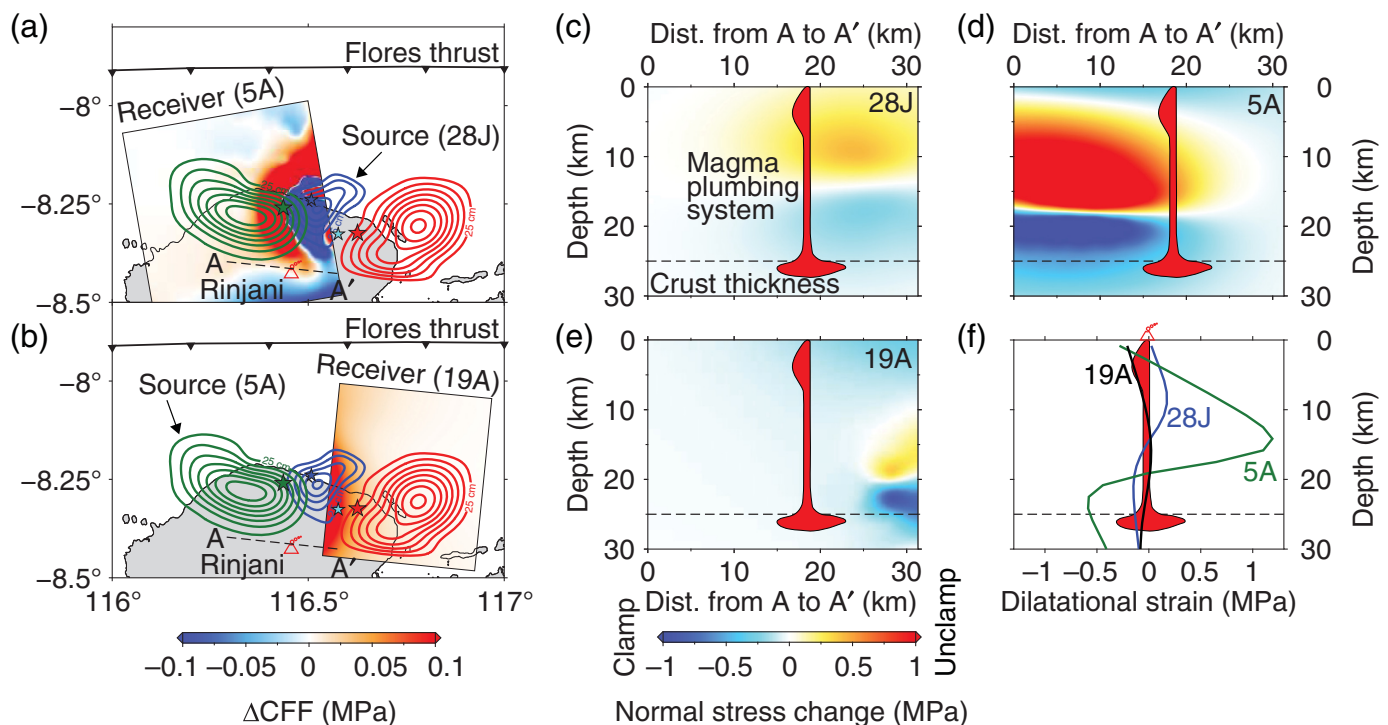 (a)
Flores thrust
Receiver (5A)
Source (28J)
25 cm
25 cm
A
Rinjani
A′
−8°
−8.25°
−8.5°
(b)
Flores thrust
Source (5A)
Receiver (19A)
25 cm
25 cm
A
Rinjani
A′
−8°
−8.25°
−8.5°
116°
116.5°
117°
−0.1
−0.05
0
0.05
0.1
ΔCFF (MPa)
(c)
Dist. from A to A′ (km)
0
10
20
30
28J
Magma
plumbing
system
Crust thickness
Depth (km)
0
10
20
30
(d)
Dist. from A to A′ (km)
0
10
20
30
5A
0
10
20
30
Depth (km)
(e)
19A
Depth (km)
0
10
20
30
0
10
20
30
Dist. from A to A′ (km)
Clamp
Unclamp
−1
−0.5
0
0.5
1
Normal stress change (MPa)
(f)
19A
28J
5A
0
10
20
30
Depth (km)
−1
−0.5
0
0.5
1
Dilatational strain (MPa)